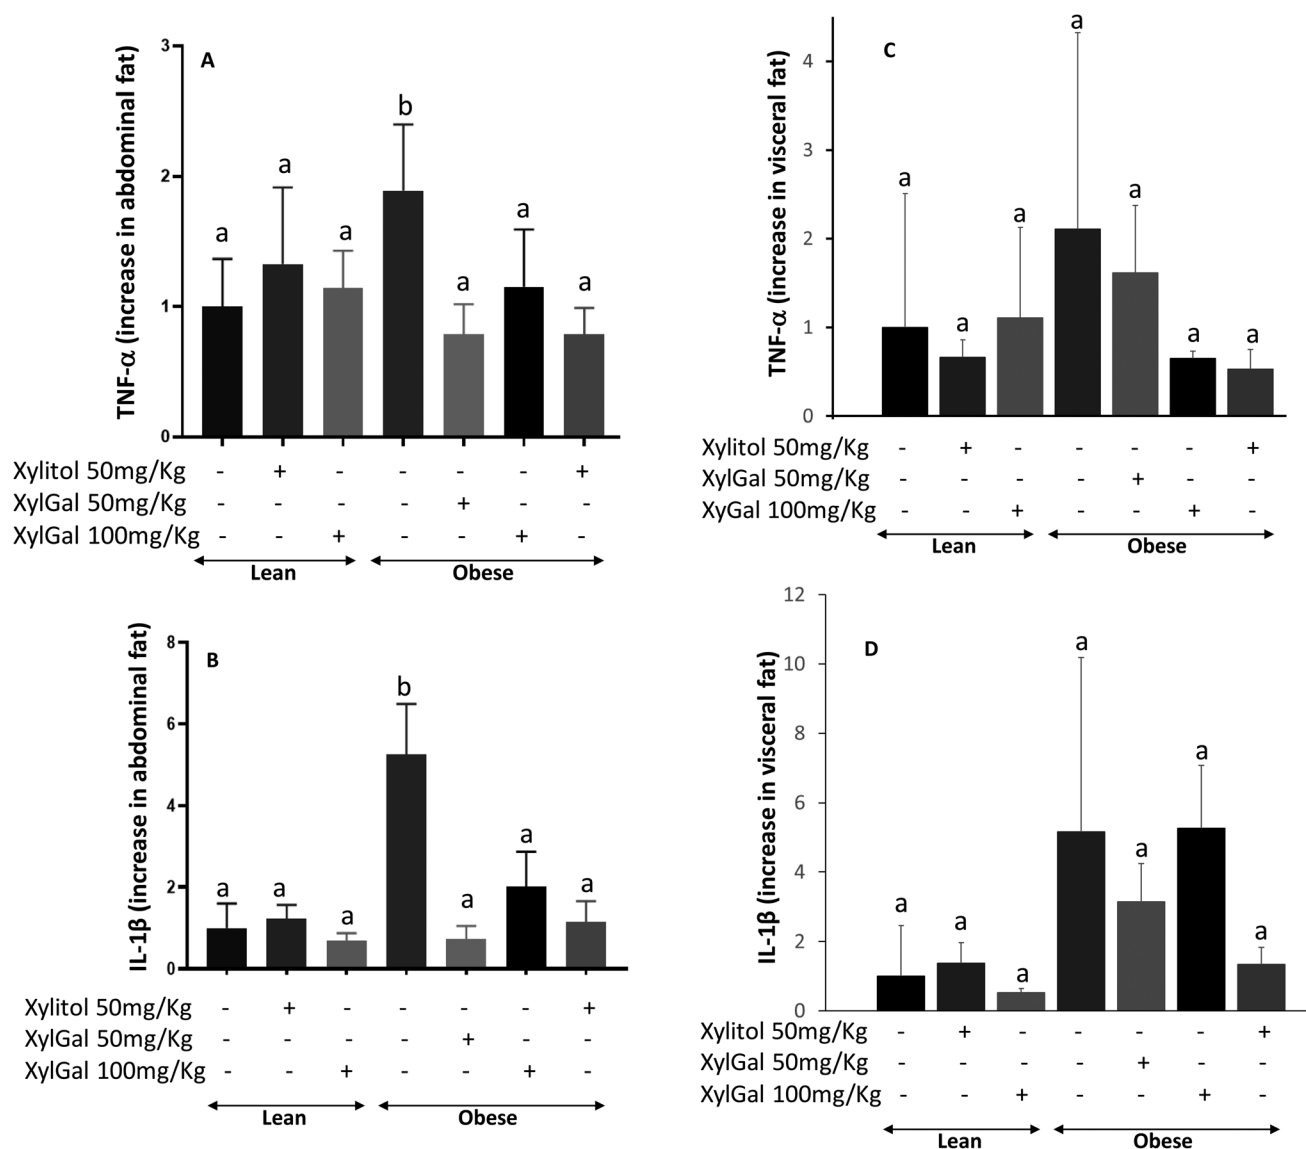 A
TNF-α (increase in abdominal fat)
3
2
1
0
a
a
a
b
a
a
a
Xylitol 50mg/Kg - + - - - - +
XylGal 50mg/Kg - - - - + - -
XylGal 100mg/Kg - - + - - + -
Lean Obese
C
TNF-α (increase in visceral fat)
4
3
2
1
0
a
a
a
a
a
a
a
Xylitol 50mg/Kg - + - - - - +
XylGal 50mg/Kg - - - - + - -
XyGal 100mg/Kg - - + - - + -
Lean Obese
B
IL-1β (increase in abdominal fat)
8
6
4
2
0
a
a
a
b
a
a
a
Xylitol 50mg/Kg - + - - - - +
XylGal 50mg/Kg - - - - + - -
XylGal 100mg/Kg - - + - - + -
Lean Obese
D
IL-1β (increase in visceral fat)
12
10
8
6
4
2
0
a
a
a
a
a
a
a
Xylitol 50mg/Kg - + - - - - +
XylGal 50mg/Kg - - - - + - -
XylGal 100mg/Kg - - + - - + -
Lean Obese